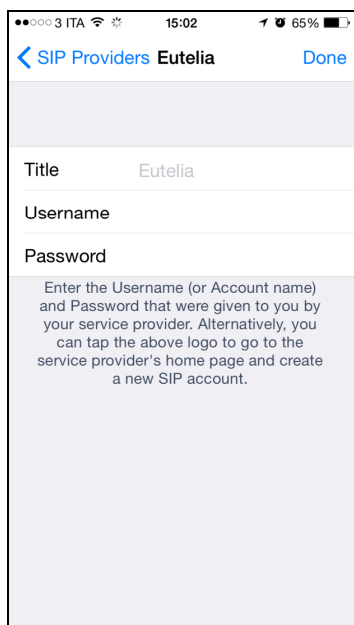 3 ITA 15:02 65%
SIP Providers Eutelia Done
Title Eutelia
Username
Password
Enter the Username (or Account name)
and Password that were given to you by
your service provider. Alternatively, you
can tap the above logo to go to the
service provider's home page and create
a new SIP account.